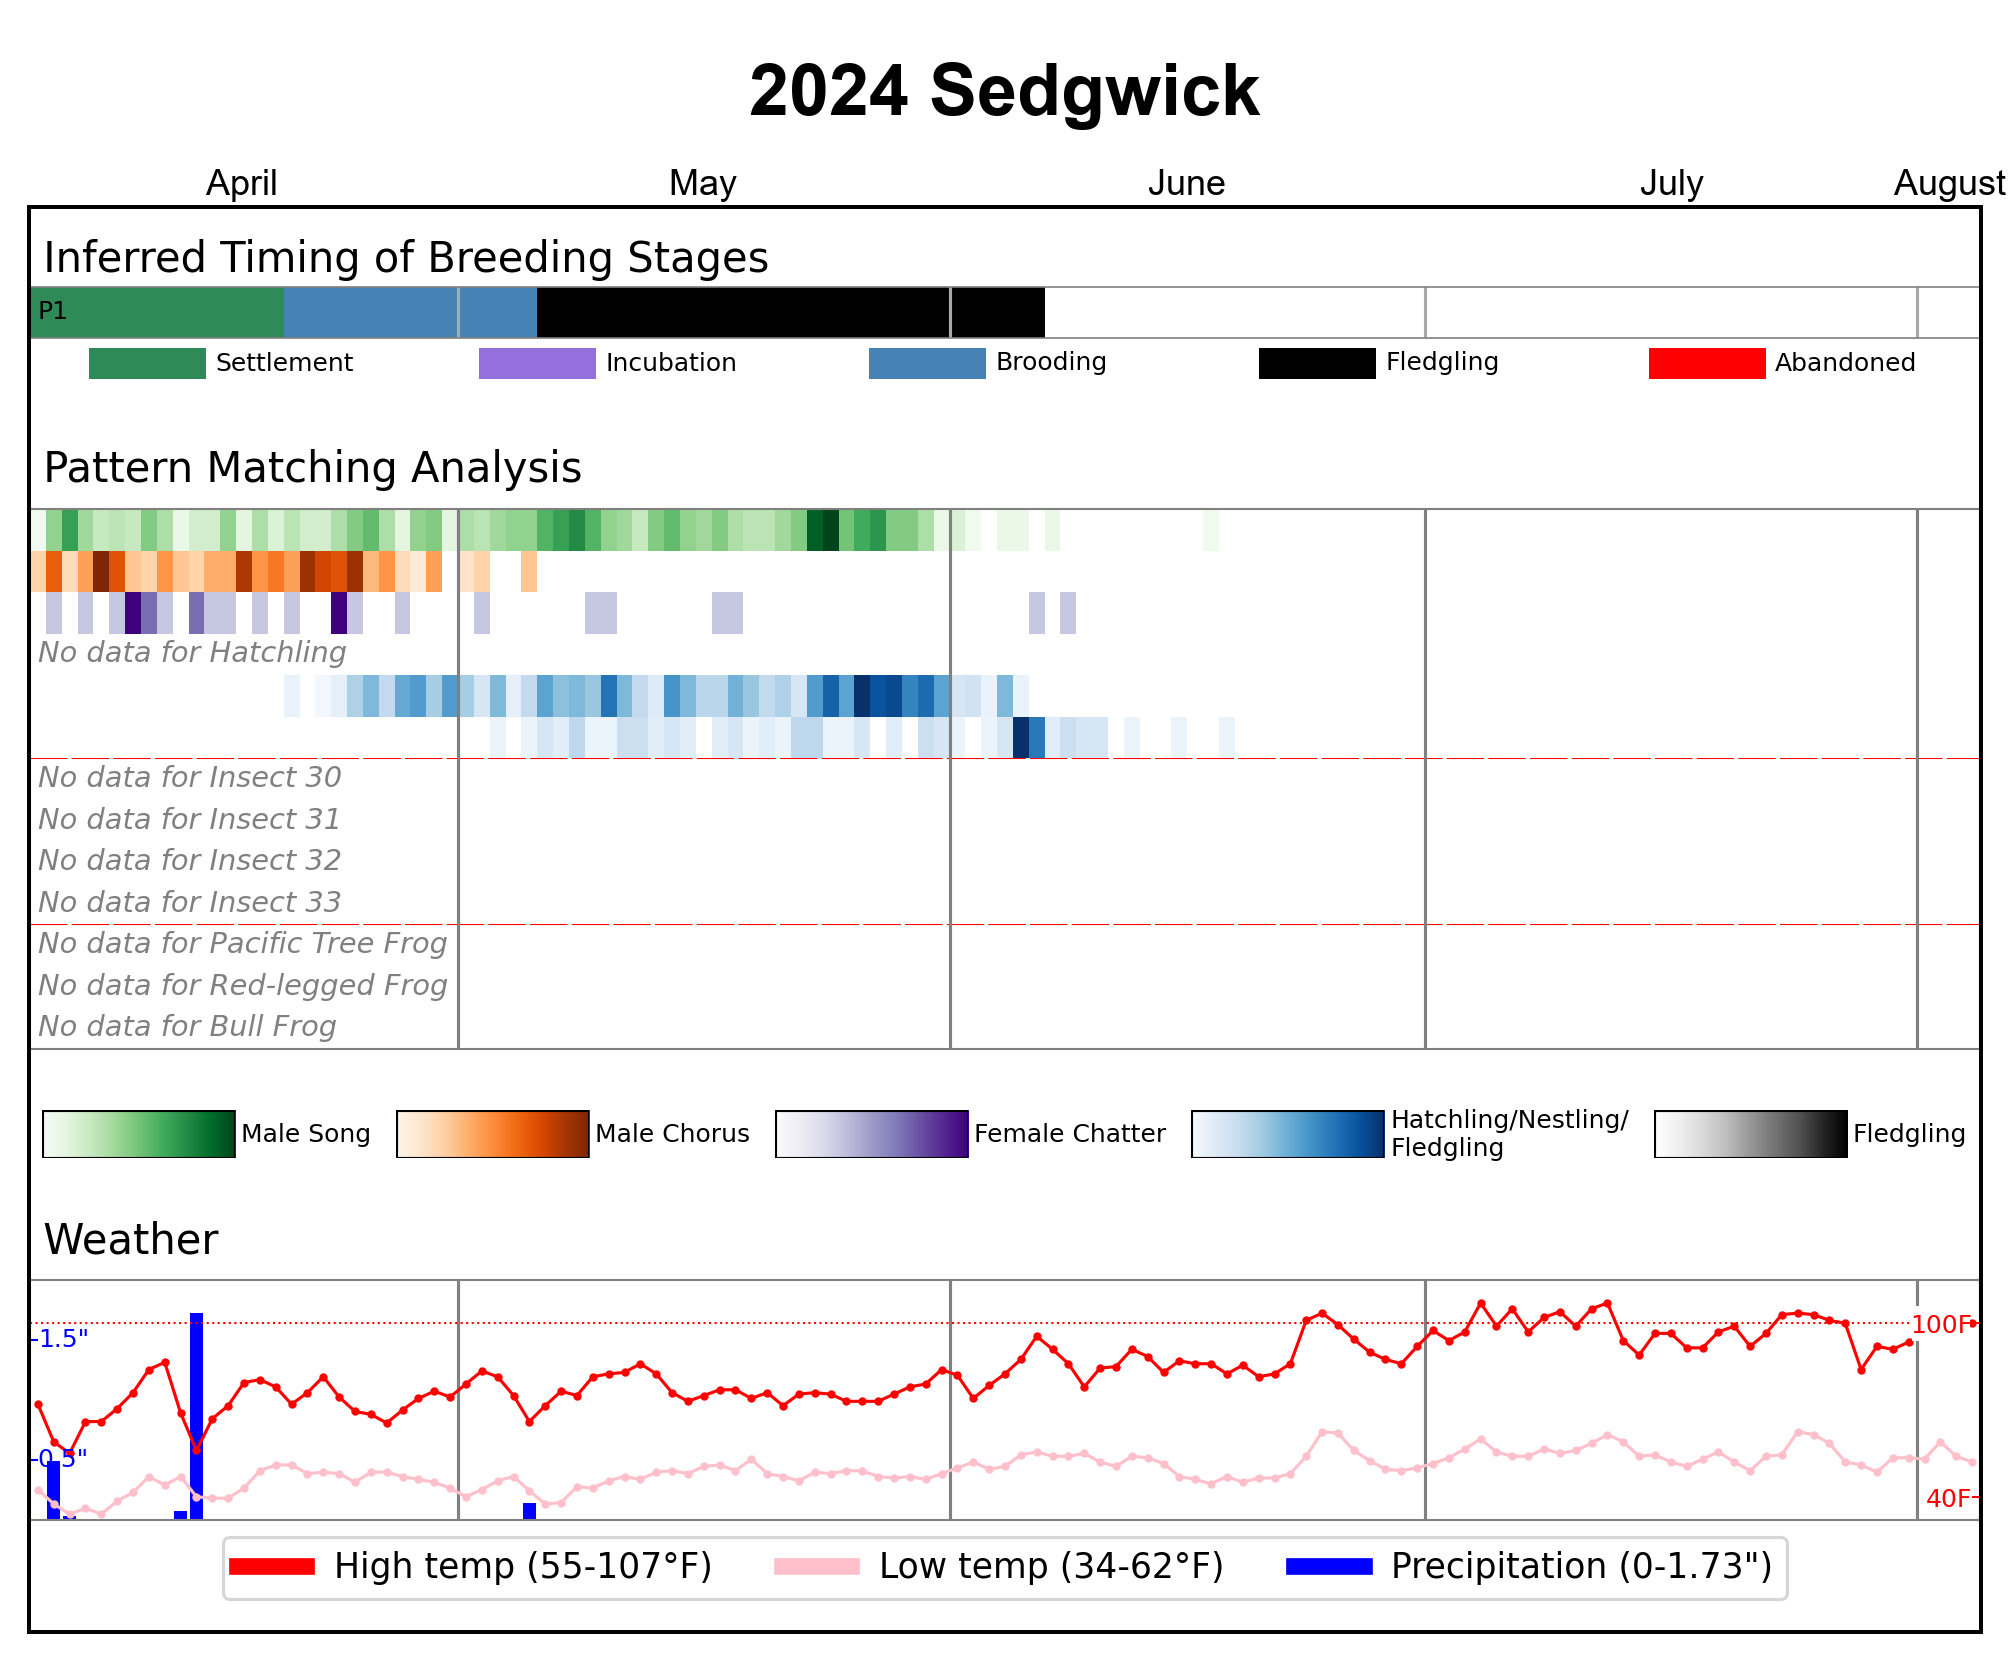 2024 Sedgwick
April May June July August
Inferred Timing of Breeding Stages
P1
Settlement Incubation Brooding Fledgling Abandoned
Pattern Matching Analysis
No data for Hatchling
No data for Insect 30
No data for Insect 31
No data for Insect 32
No data for Insect 33
No data for Pacific Tree Frog
No data for Red-legged Frog
No data for Bull Frog
Male Song Male Chorus Female Chatter Hatchling/Nestling/
Fledgling Fledgling
Weather
1.5" 100F
0.5"
40F
High temp (55-107°F) Low temp (34-62°F) Precipitation (0-1.73")